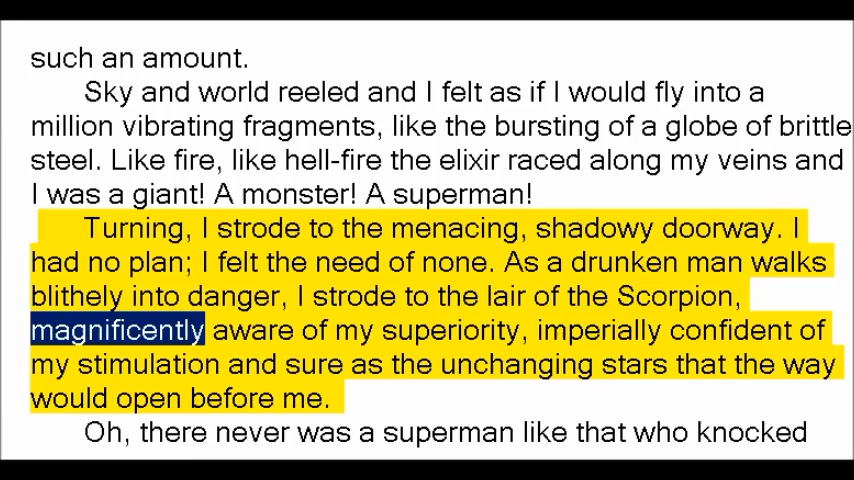 such an amount.
Sky and world reeled and I felt as if I would fly into a
million vibrating fragments, like the bursting of a globe of brittle
steel. Like fire, like hell-fire the elixir raced along my veins and
I was a giant! A monster! A superman!
Turning, I strode to the menacing, shadowy doorway. I
had no plan; I felt the need of none. As a drunken man walks
blithely into danger, I strode to the lair of the Scorpion,
magnificently aware of my superiority, imperially confident of
my stimulation and sure as the unchanging stars that the way
would open before me.
Oh, there never was a superman like that who knocked